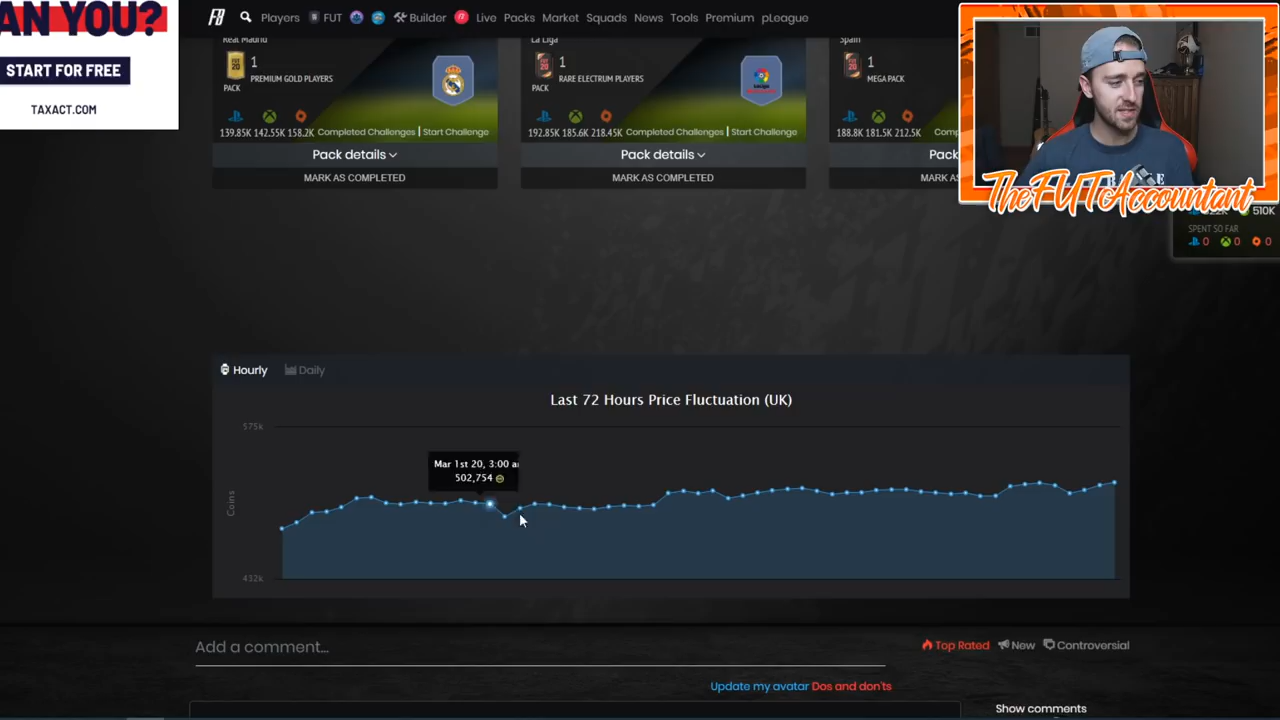 AN YOU?
START FOR FREE
TAXACT.COM
Players FUT Builder Live Packs Market Squads News Tools Premium pLeague
Real Madrid
1
PACK
PREMIUM GOLD PLAYERS
139.85K 142.55K 158.2K Completed Challenges | Start Challenge
Pack details
MARK AS COMPLETED
La Liga
1
PACK
RARE ELECTRUM PLAYERS
192.85K 185.6K 218.45K Completed Challenges | Start Challenge
Pack details
MARK AS COMPLETED
Spain
1
PACK
MEGA PACK
188.8K 181.5K 212.5K Comp
Pack
MARK AS
TheFUTAccountant
510K
SPENT SO FAR
0 0 0
Hourly Daily
Last 72 Hours Price Fluctuation (UK)
575k
Coins
432k
Mar 1st 20, 3:00 a
502,754
Add a comment...
Top Rated New Controversial
Update my avatar Dos and don'ts
Show comments